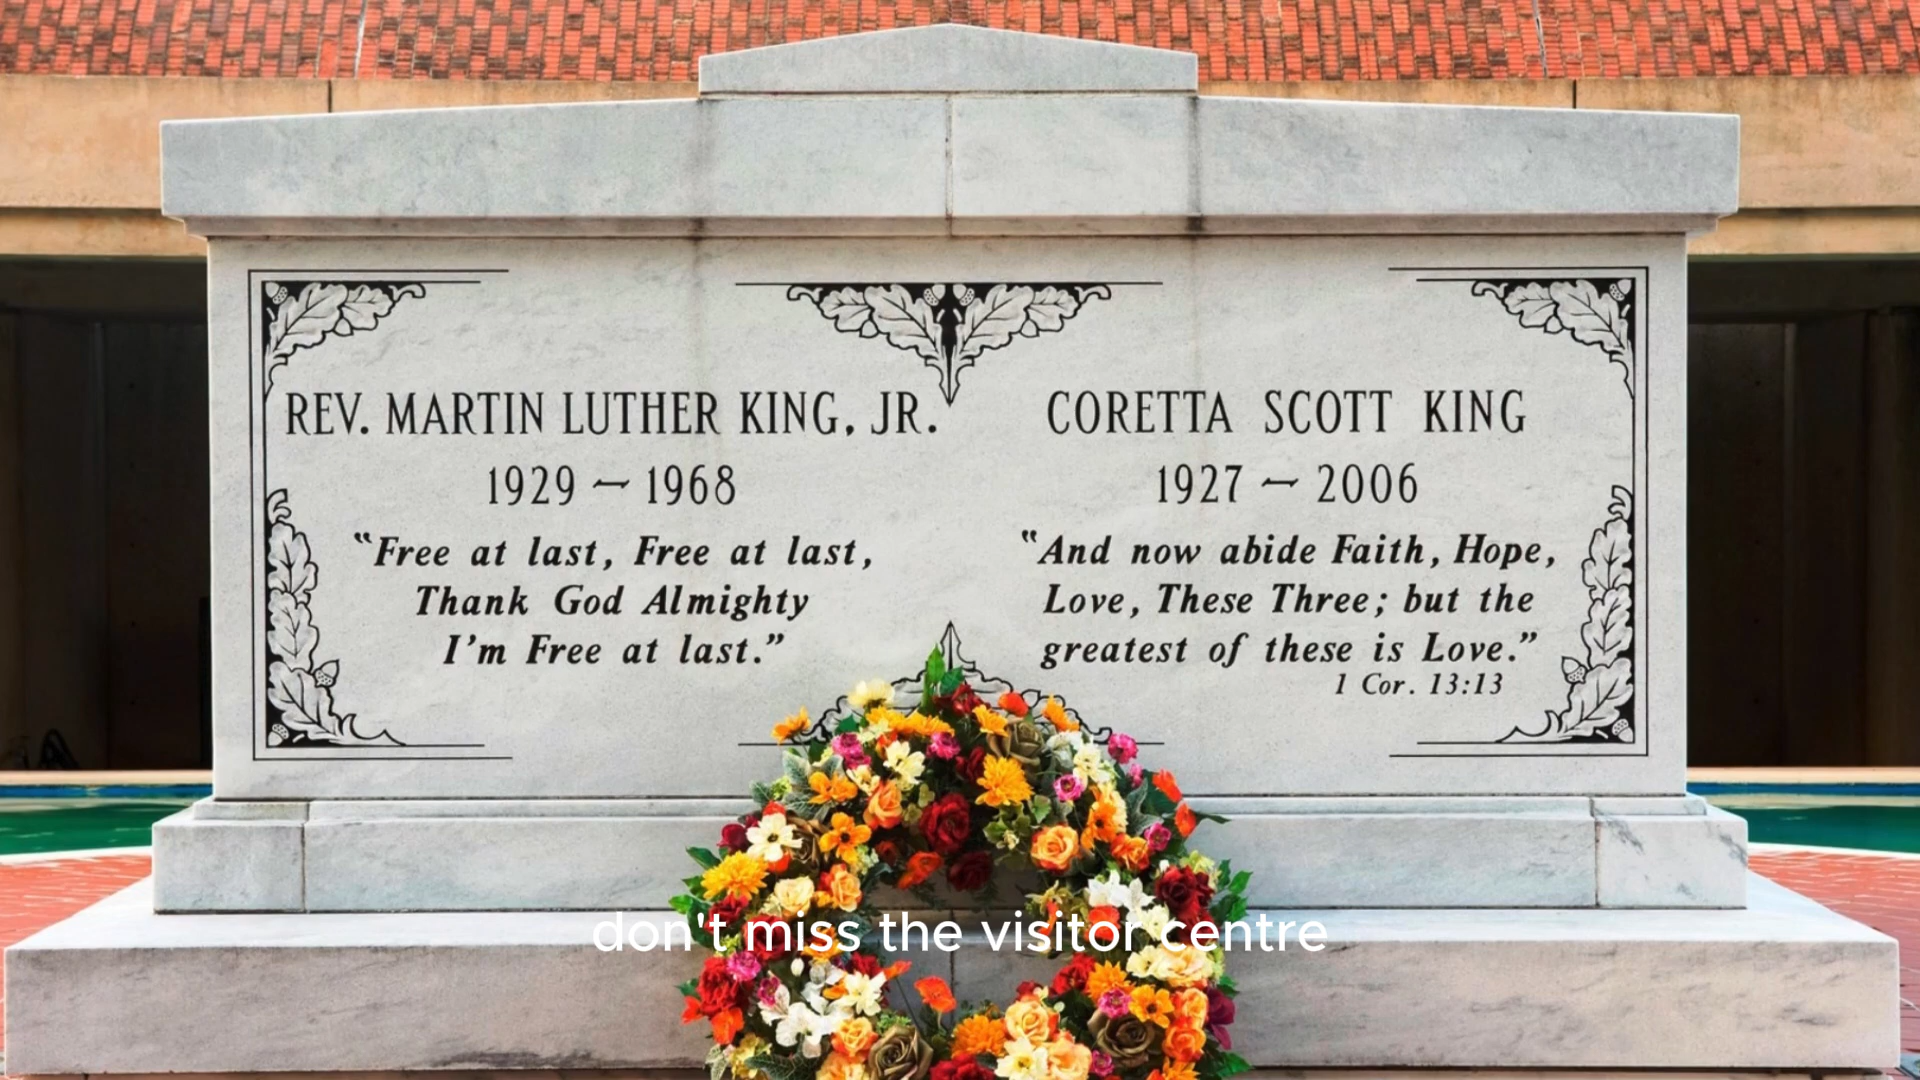 REV. MARTIN LUTHER KING, JR.
1929 ~ 1968
"Free at last, Free at last,
Thank God Almighty
I'm Free at last."
CORETTA SCOTT KING
1927 ~ 2006
"And now abide Faith, Hope,
Love, These Three; but the
greatest of these is Love."
1 Cor. 13:13
don't miss the visitor centre